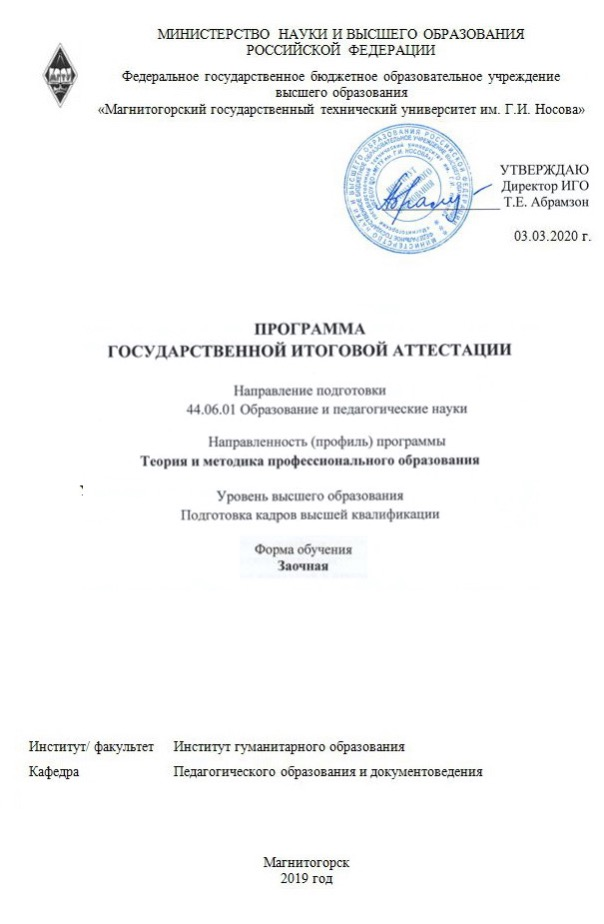 МИНИСТЕРСТВО НАУКИ И ВЫСШЕГО ОБРАЗОВАНИЯ
РОССИЙСКОЙ ФЕДЕРАЦИИ
Федеральное государственное бюджетное образовательное учреждение
высшего образования
«Магнитогорский государственный технический университет им. Г.И. Носова»
УТВЕРЖДАЮ
Директор ИГО
Т.Е. Абрамзон
03.03.2020 г.
ПРОГРАММА
ГОСУДАРСТВЕННОЙ ИТОГОВОЙ АТТЕСТАЦИИ
Направление подготовки
44.06.01 Образование и педагогические науки
Направленность (профиль) программы
Теория и методика профессионального образования
Уровень высшего образования
Подготовка кадров высшей квалификации
Форма обучения
Заочная
Институт/ факультет Институт гуманитарного образования
Кафедра Педагогического образования и документоведения
Магнитогорск
2019 год